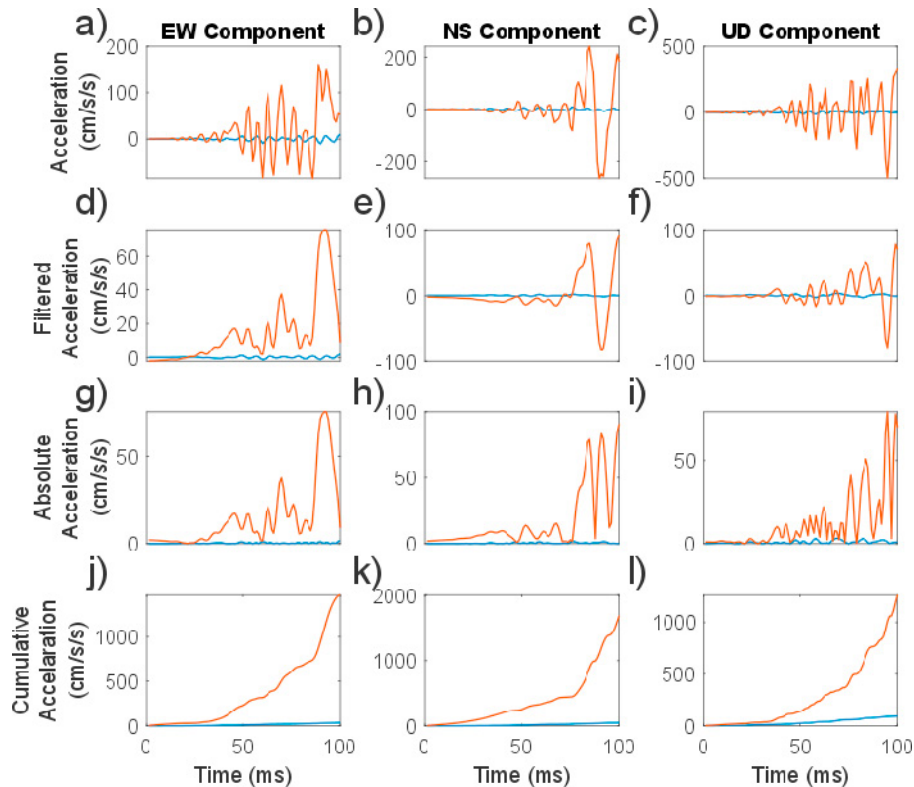 a) EW Component b) NS Component c) UD Component
Acceleration
(cm/s/s)
200
100
0
200
0
-200
500
0
-500
d) e) f)
Filtered
Acceleration
(cm/s/s)
60
40
20
0
100
0
-100
100
0
-100
g) h) i)
Absolute
Acceleration
(cm/s/s)
50
0
100
50
0
50
0
j) k) l)
Cumulative
Accelaration
(cm/s/s)
1000
500
0
2000
1000
0
1000
500
0
0 50 100 0 50 100 0 50 100
Time (ms) Time (ms) Time (ms)